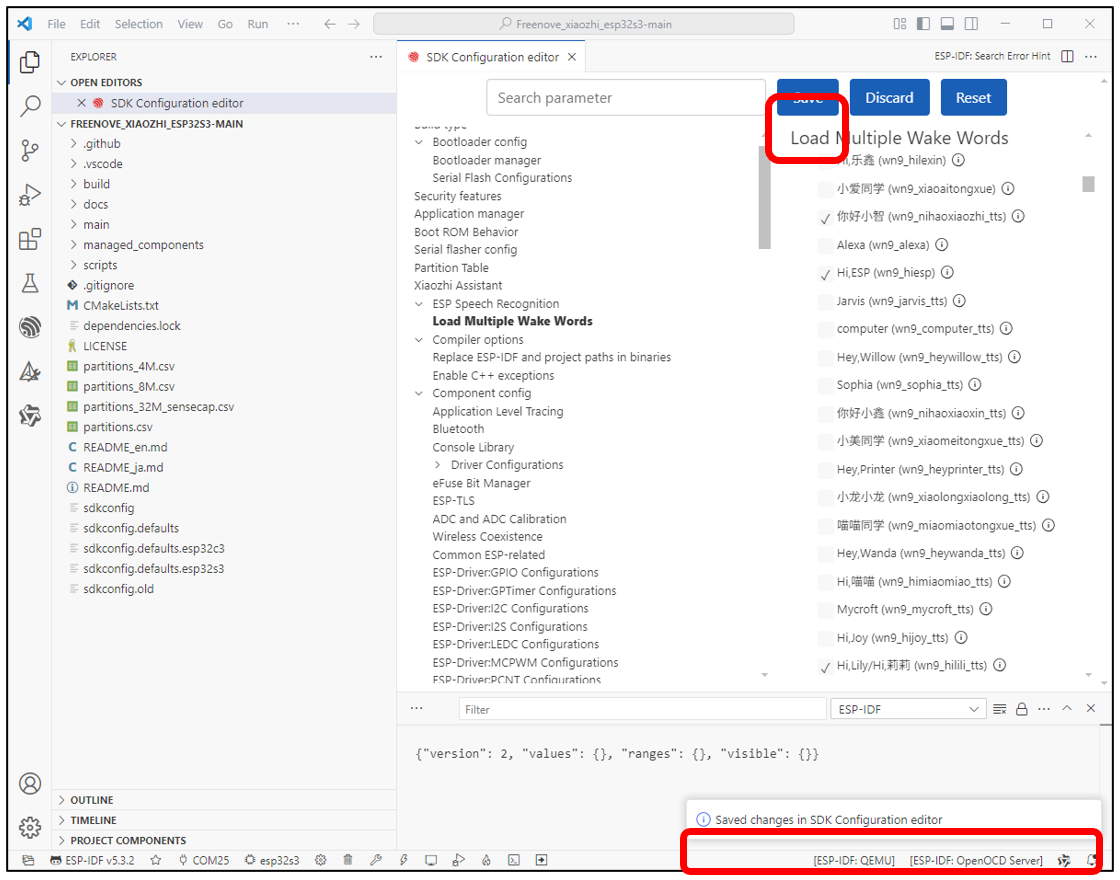 File Edit Selection View Go Run ··· Freenove_xiaozhi_esp32s3-main
EXPLORER ···
OPEN EDITORS
SDK Configuration editor
FREENOVE_XIAOZHI_ESP32S3-MAIN
.github
.vscode
build
docs
main
managed_components
scripts
.gitignore
CMakeLists.txt
dependencies.lock
LICENSE
partitions_4M.csv
partitions_8M.csv
partitions_32M_sensecap.csv
partitions.csv
README_en.md
README_ja.md
README.md
sdkconfig
sdkconfig.defaults
sdkconfig.defaults.esp32c3
sdkconfig.defaults.esp32s3
sdkconfig.old
OUTLINE
TIMELINE
PROJECT COMPONENTS
SDK Configuration editor
ESP-IDF: Search Error Hint
Search parameter
Save Discard Reset
Build type
Bootloader config
Bootloader manager
Serial Flash Configurations
Security features
Application manager
Boot ROM Behavior
Serial flasher config
Partition Table
Xiaozhi Assistant
ESP Speech Recognition
Load Multiple Wake Words
Compiler options
Replace ESP-IDF and project paths in binaries
Enable C++ exceptions
Component config
Application Level Tracing
Bluetooth
Console Library
Driver Configurations
eFuse Bit Manager
ESP-TLS
ADC and ADC Calibration
Wireless Coexistence
Common ESP-related
ESP-Driver:GPIO Configurations
ESP-Driver:GPTimer Configurations
ESP-Driver:I2C Configurations
ESP-Driver:I2S Configurations
ESP-Driver:LEDC Configurations
ESP-Driver:MCPWM Configurations
ESP-Driver:PCNT Configurations
Load Multiple Wake Words
Hi,乐鑫 (wn9_hilexin)
小爱同学 (wn9_xiaoaitongxue)
你好小智 (wn9_nihaoxiaozhi_tts)
Alexa (wn9_alexa)
Hi,ESP (wn9_hiesp)
Jarvis (wn9_jarvis_tts)
computer (wn9_computer_tts)
Hey,Willow (wn9_heywillow_tts)
Sophia (wn9_sophia_tts)
你好小鑫 (wn9_nihaoxiaoxin_tts)
小美同学 (wn9_xiaomeitongxue_tts)
Hey,Printer (wn9_heyprinter_tts)
小龙小龙 (wn9_xiaolongxiaolong_tts)
喵喵同学 (wn9_miaomiaotongxue_tts)
Hey,Wanda (wn9_heywanda_tts)
Hi,喵喵 (wn9_himiaomiao_tts)
Mycroft (wn9_mycroft_tts)
Hi,Joy (wn9_hijoy_tts)
Hi,Lily/Hi,莉莉 (wn9_hilili_tts)
··· Filter ESP-IDF ···
{"version": 2, "values": {}, "ranges": {}, "visible": {}}
Saved changes in SDK Configuration editor
ESP-IDF v5.3.2 COM25 esp32s3 [ESP-IDF: QEMU] [ESP-IDF: OpenOCD Server]